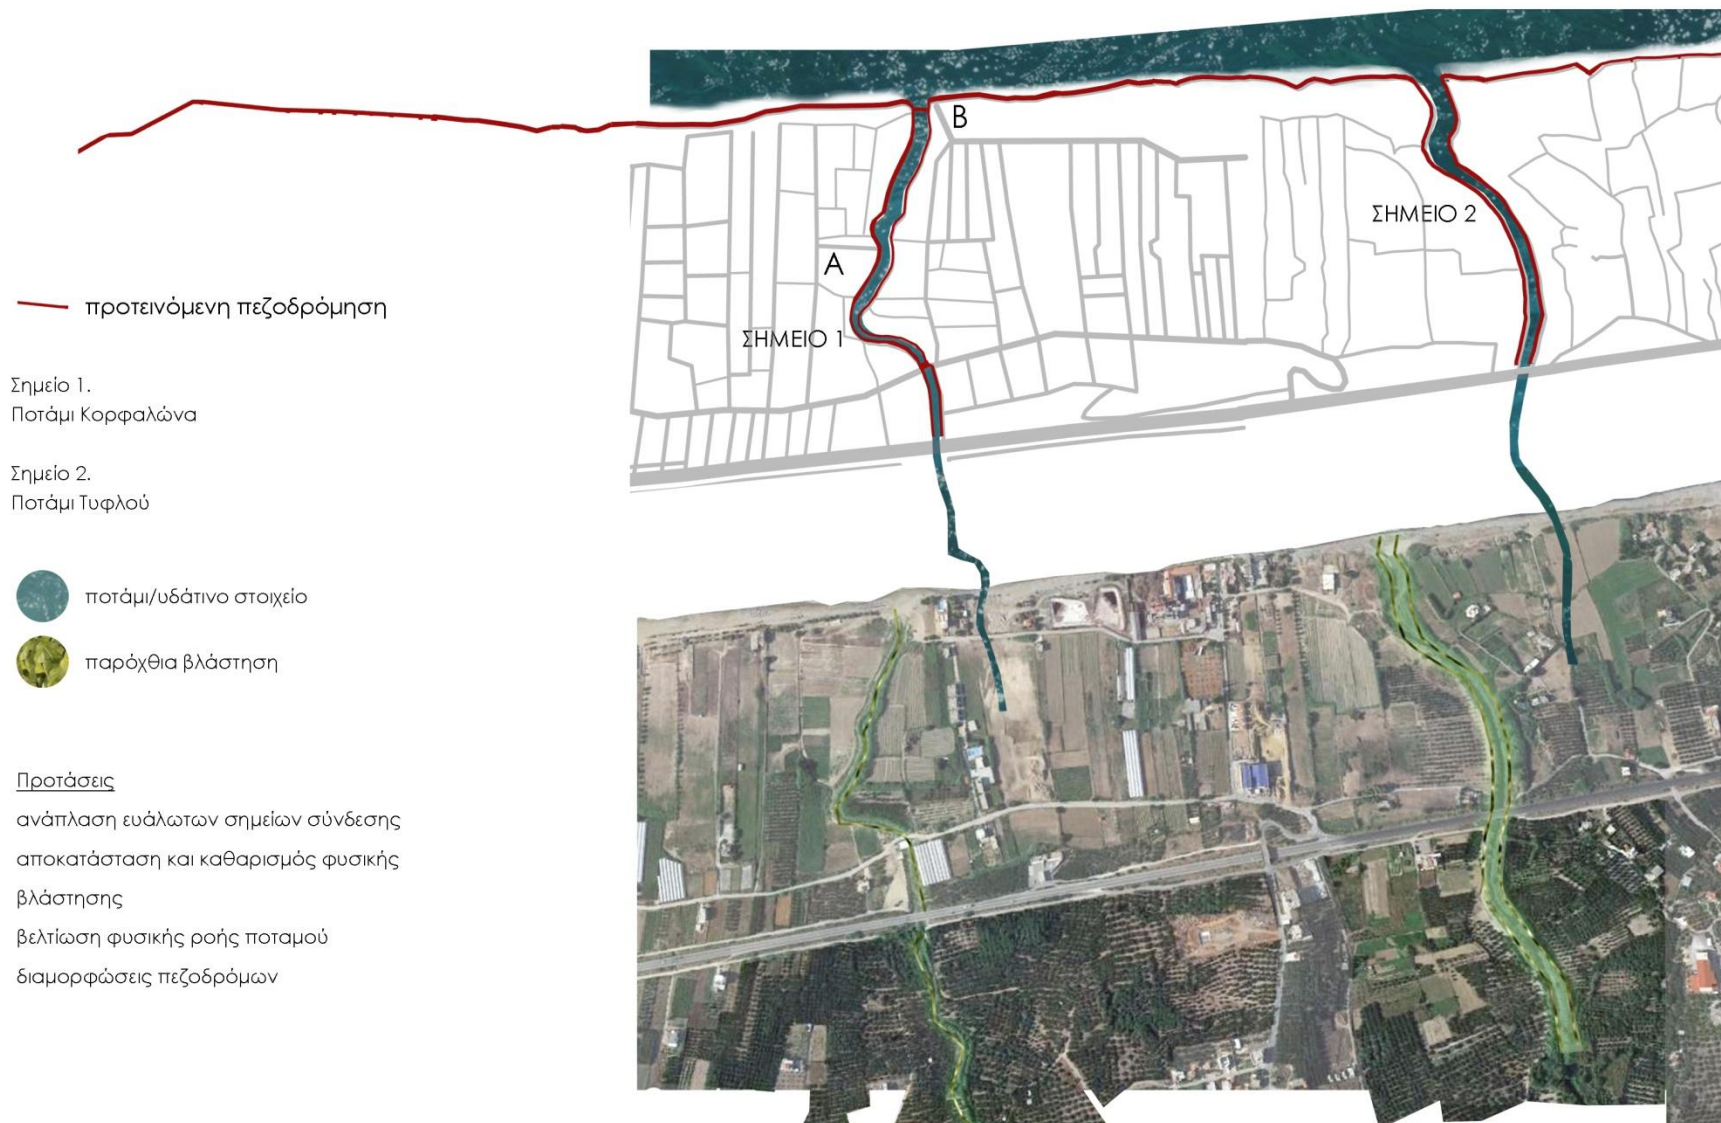 B
ΣΗΜΕΙΟ 2
A
προτεινόμενη πεζοδρόμηση
ΣΗΜΕΙΟ 1
Σημείο 1.
Ποτάμι Κορφαλώνα
Σημείο 2.
Ποτάμι Τυφλού
ποτάμι/υδάτινο στοιχείο
παρόχθια βλάστηση
Προτάσεις
ανάπλαση ευάλωτων σημείων σύνδεσης
αποκατάσταση και καθαρισμός φυσικής
βλάστησης
βελτίωση φυσικής ροής ποταμού
διαμορφώσεις πεζοδρόμων